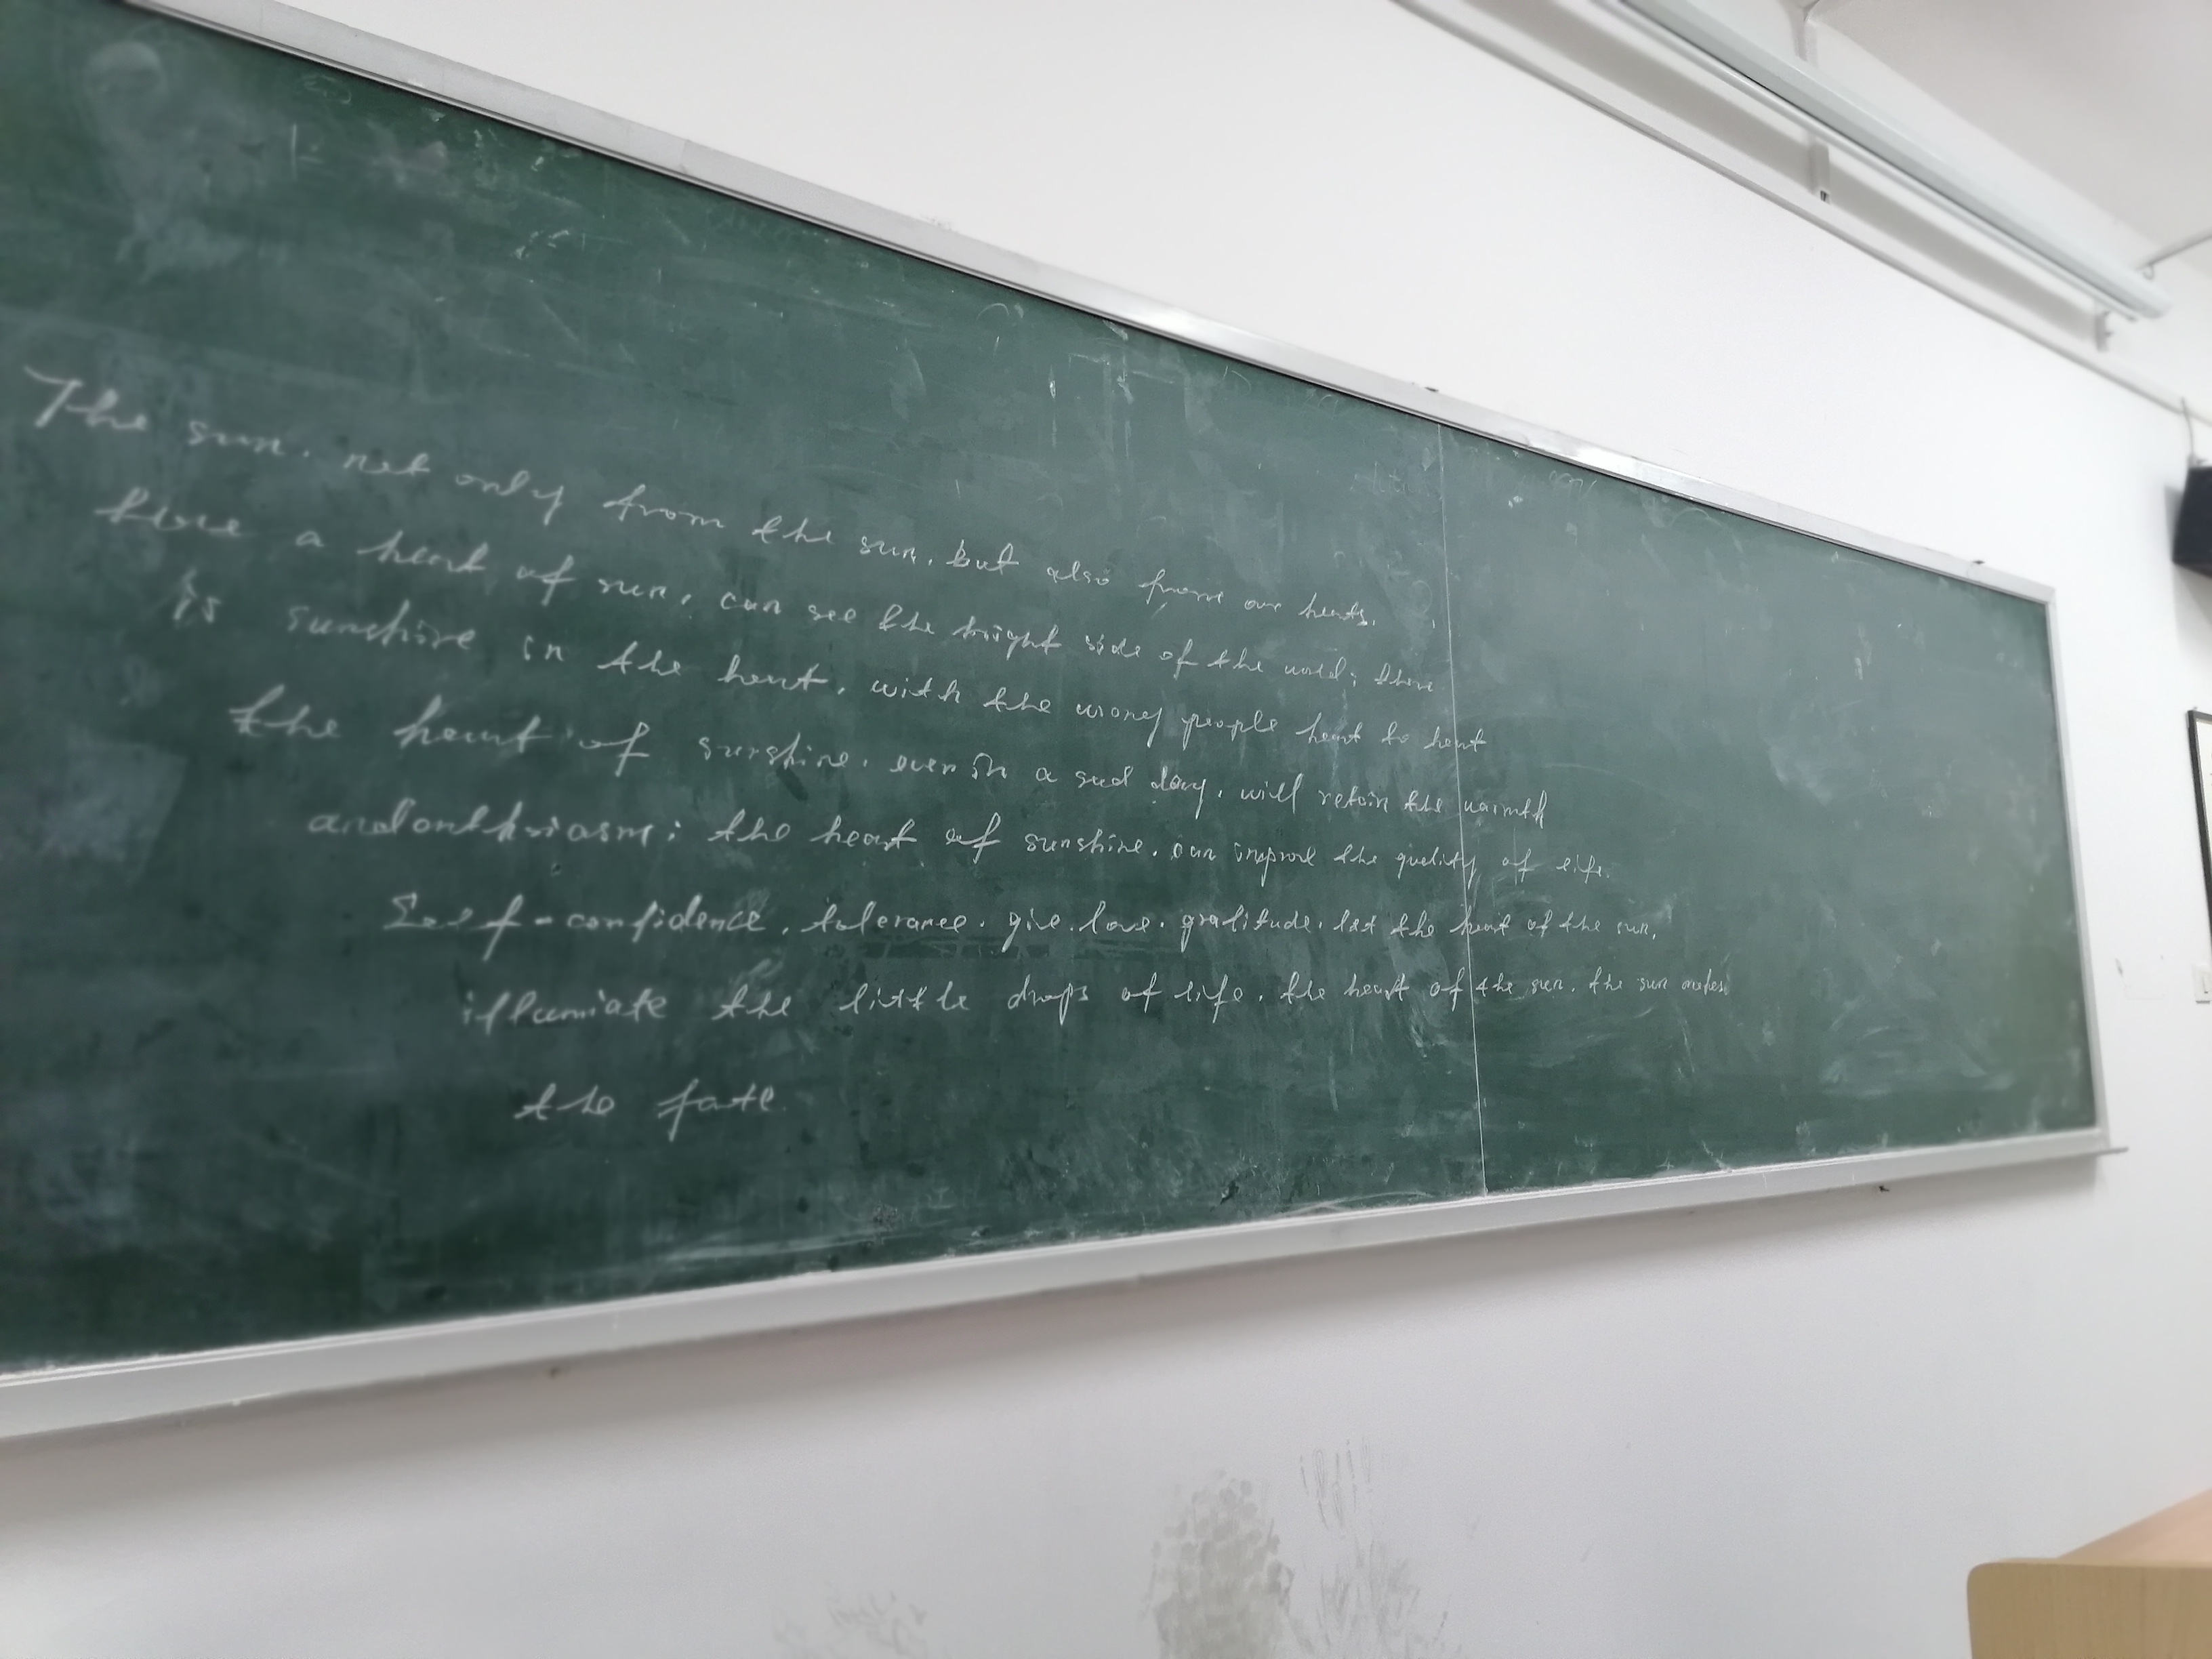 The sun. not only from the sun, but also from our hearts.
have a heart of sun, can see the bright side of the world; there
is sunshine in the heart, with the wrong people heart to heart
the heart of sunshine. even in a sad day, will retain the warmth
and enthusiasm; the heart of sunshine. can improve the quality of life.
Self-confidence, tolerance. give. love. gratitude. let the heart of the sun,
illumiate the little drops of life. the heart of the sun. the sun
the fate